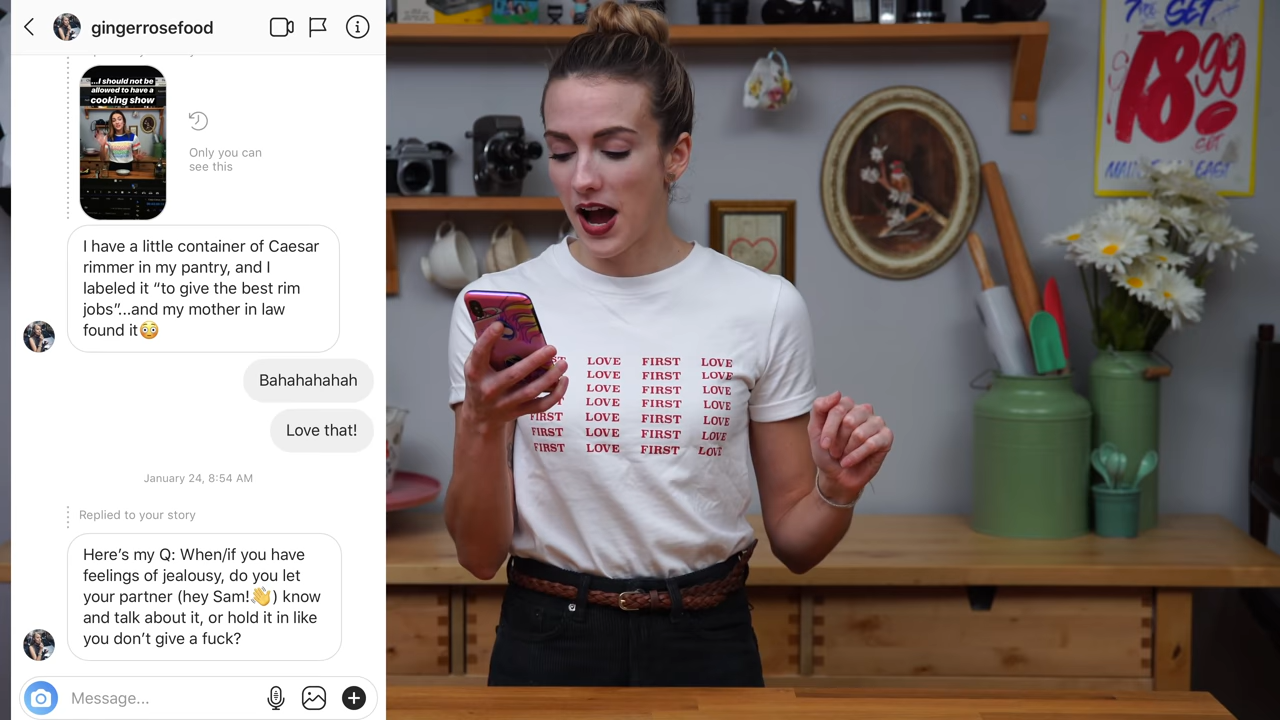 gingerrosefood
...I should not be
allowed to have a
cooking show
Only you can
see this
I have a little container of Caesar
rimmer in my pantry, and I
labeled it “to give the best rim
jobs”...and my mother in law
found it😳
Bahahahahah
Love that!
January 24, 8:54 AM
Replied to your story
Here’s my Q: When/if you have
feelings of jealousy, do you let
your partner (hey Sam!👋) know
and talk about it, or hold it in like
you don’t give a fuck?
Message...
SET
18 99
SET
LOVE FIRST LOVE
LOVE FIRST LOVE
LOVE FIRST LOVE
LOVE FIRST LOVE
FIRST LOVE FIRST LOVE
FIRST LOVE FIRST LOVE
FIRST LOVE FIRST LOVE